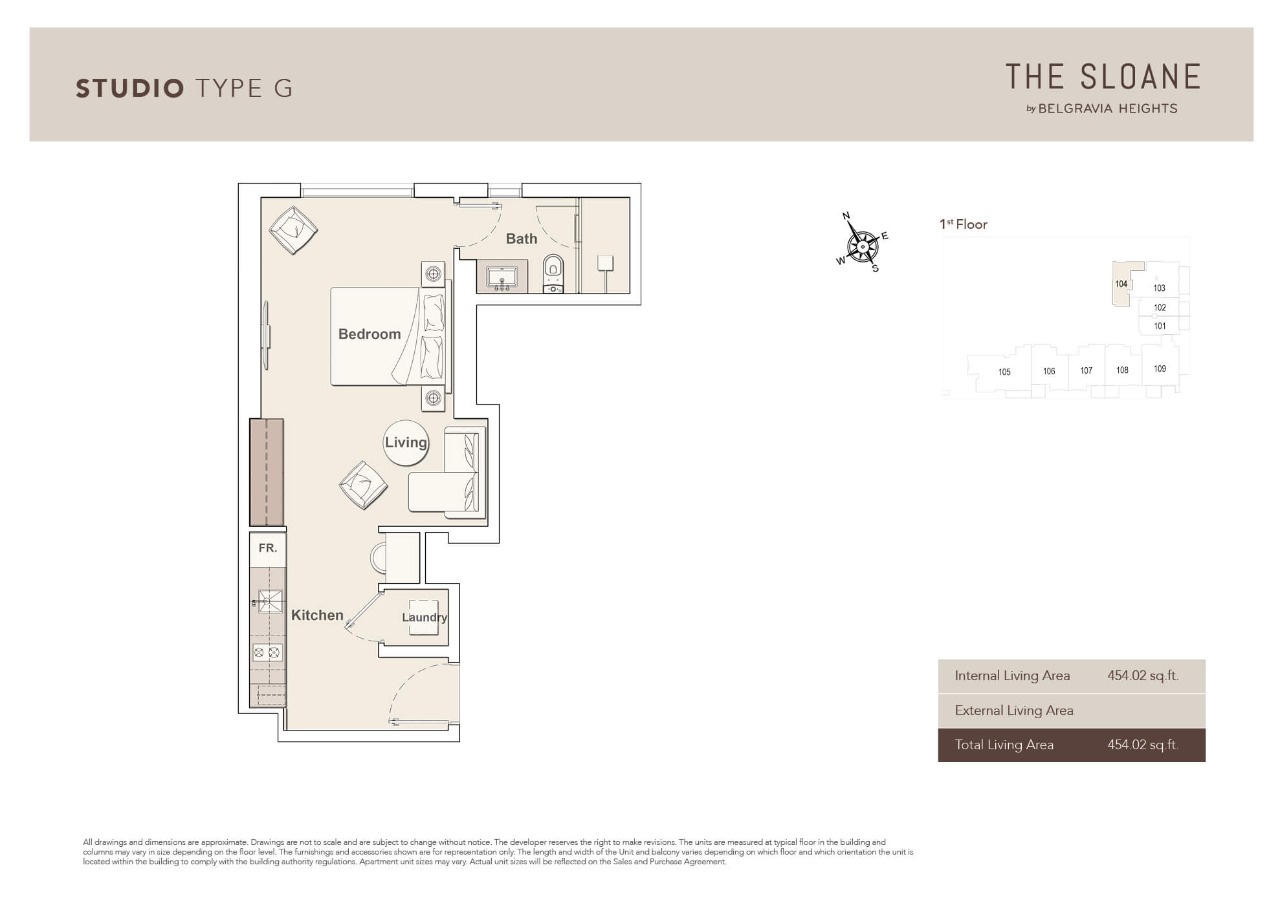 STUDIO TYPE G
THE SLOANE
by BELGRAVIA HEIGHTS
Bath
Bedroom
Living
FR.
Kitchen
Laundry
N
E
W
S
1st Floor
104
103
102
101
105
106
107
108
109
Internal Living Area 454.02 sq.ft.
External Living Area
Total Living Area 454.02 sq.ft.
All drawings and dimensions are approximate. Drawings are not to scale and are subject to change without notice. The developer reserves the right to make revisions. The units are measured at typical floor in the building and
columns may vary in size depending on the floor level. The furnishings and accessories shown are for representation only. The length and width of the Unit and balcony varies depending on which floor and which orientation the unit is
located within the building to comply with the building authority regulations. Apartment unit sizes may vary. Actual unit sizes will be reflected on the Sales and Purchase Agreement.